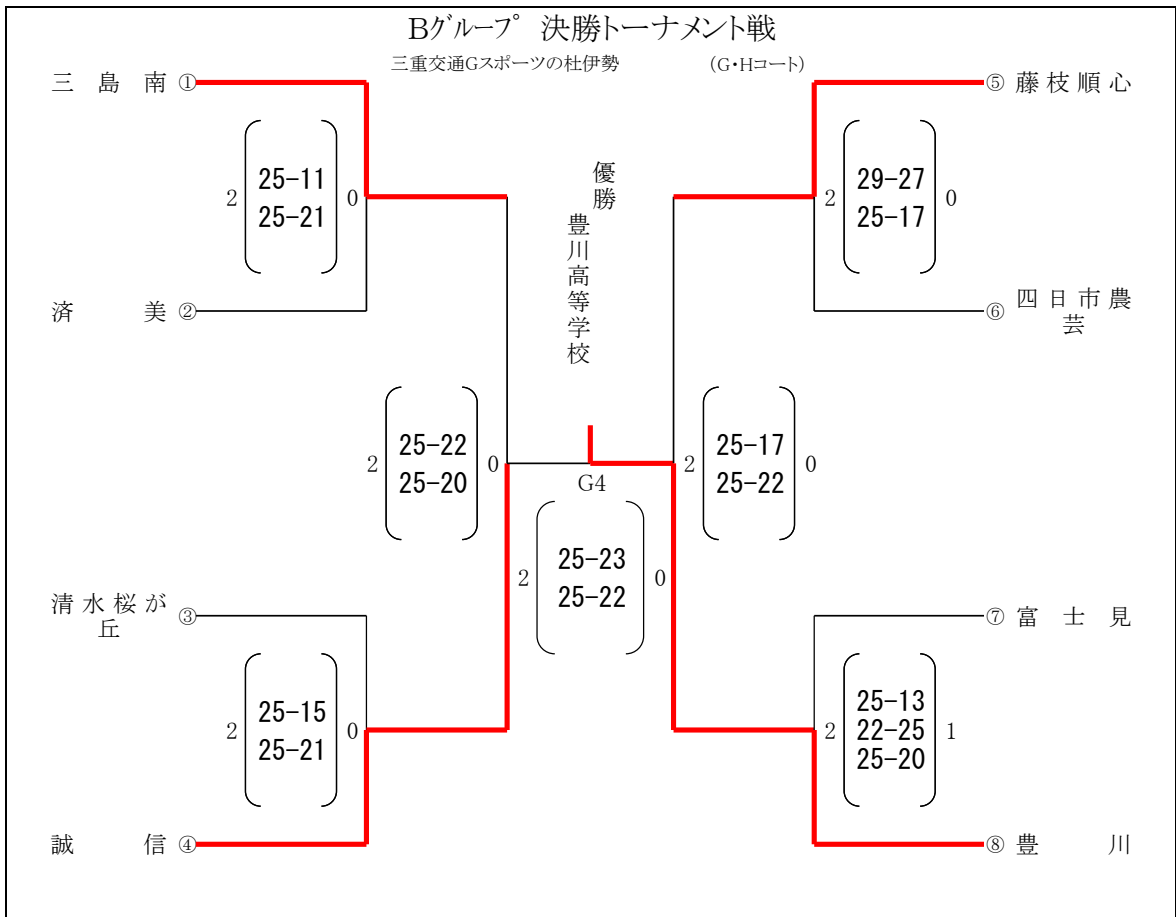 Bグループ 決勝トーナメント戦
三重交通Gスポーツの杜伊勢 (G・Hコート)
三島南 ①
⑤ 藤枝順心
2 25-11 0
25-21
2 29-27 0
25-17
優勝
豊川高等学校
済美 ②
⑥ 四日市農
芸
2 25-22 0
25-20
2 25-17 0
25-22
G4
2 25-23 0
25-22
清水桜が
丘 ③
⑦ 富士見
2 25-15 0
25-21
25-13
2 22-25 1
25-20
誠信 ④
⑧ 豊川